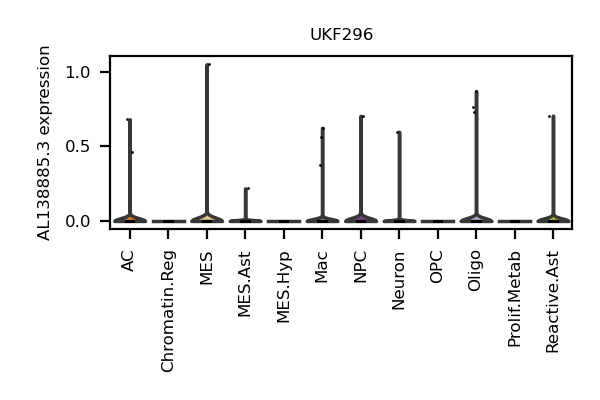 UKF296
AL138885.3 expression
1.0
0.5
0.0
AC
Chromatin.Reg
MES
MES.Ast
MES.Hyp
Mac
NPC
Neuron
OPC
Oligo
Prolif.Metab
Reactive.Ast